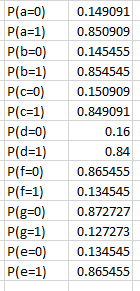 P(a=0) 0.149091
P(a=1) 0.850909
P(b=0) 0.145455
P(b=1) 0.854545
P(c=0) 0.150909
P(c=1) 0.849091
P(d=0) 0.16
P(d=1) 0.84
P(f=0) 0.865455
P(f=1) 0.134545
P(g=0) 0.872727
P(g=1) 0.127273
P(e=0) 0.134545
P(e=1) 0.865455